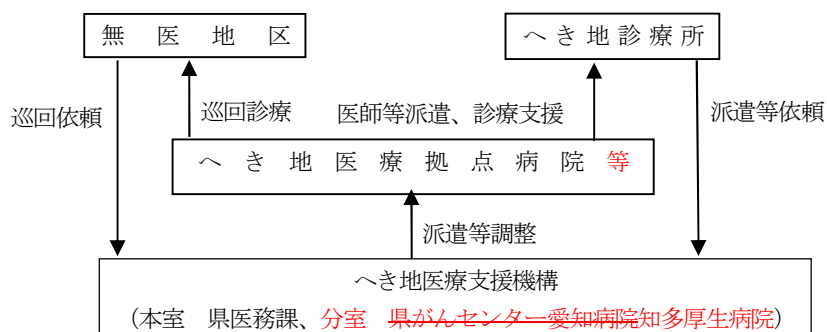 無医地区
へき地診療所
巡回依頼
巡回診療
医師等派遣、診療支援
派遣等依頼
へき地医療拠点病院等
派遣等調整
へき地医療支援機構
（本室　県医務課、分室　県がんセンター愛知病院知多厚生病院）